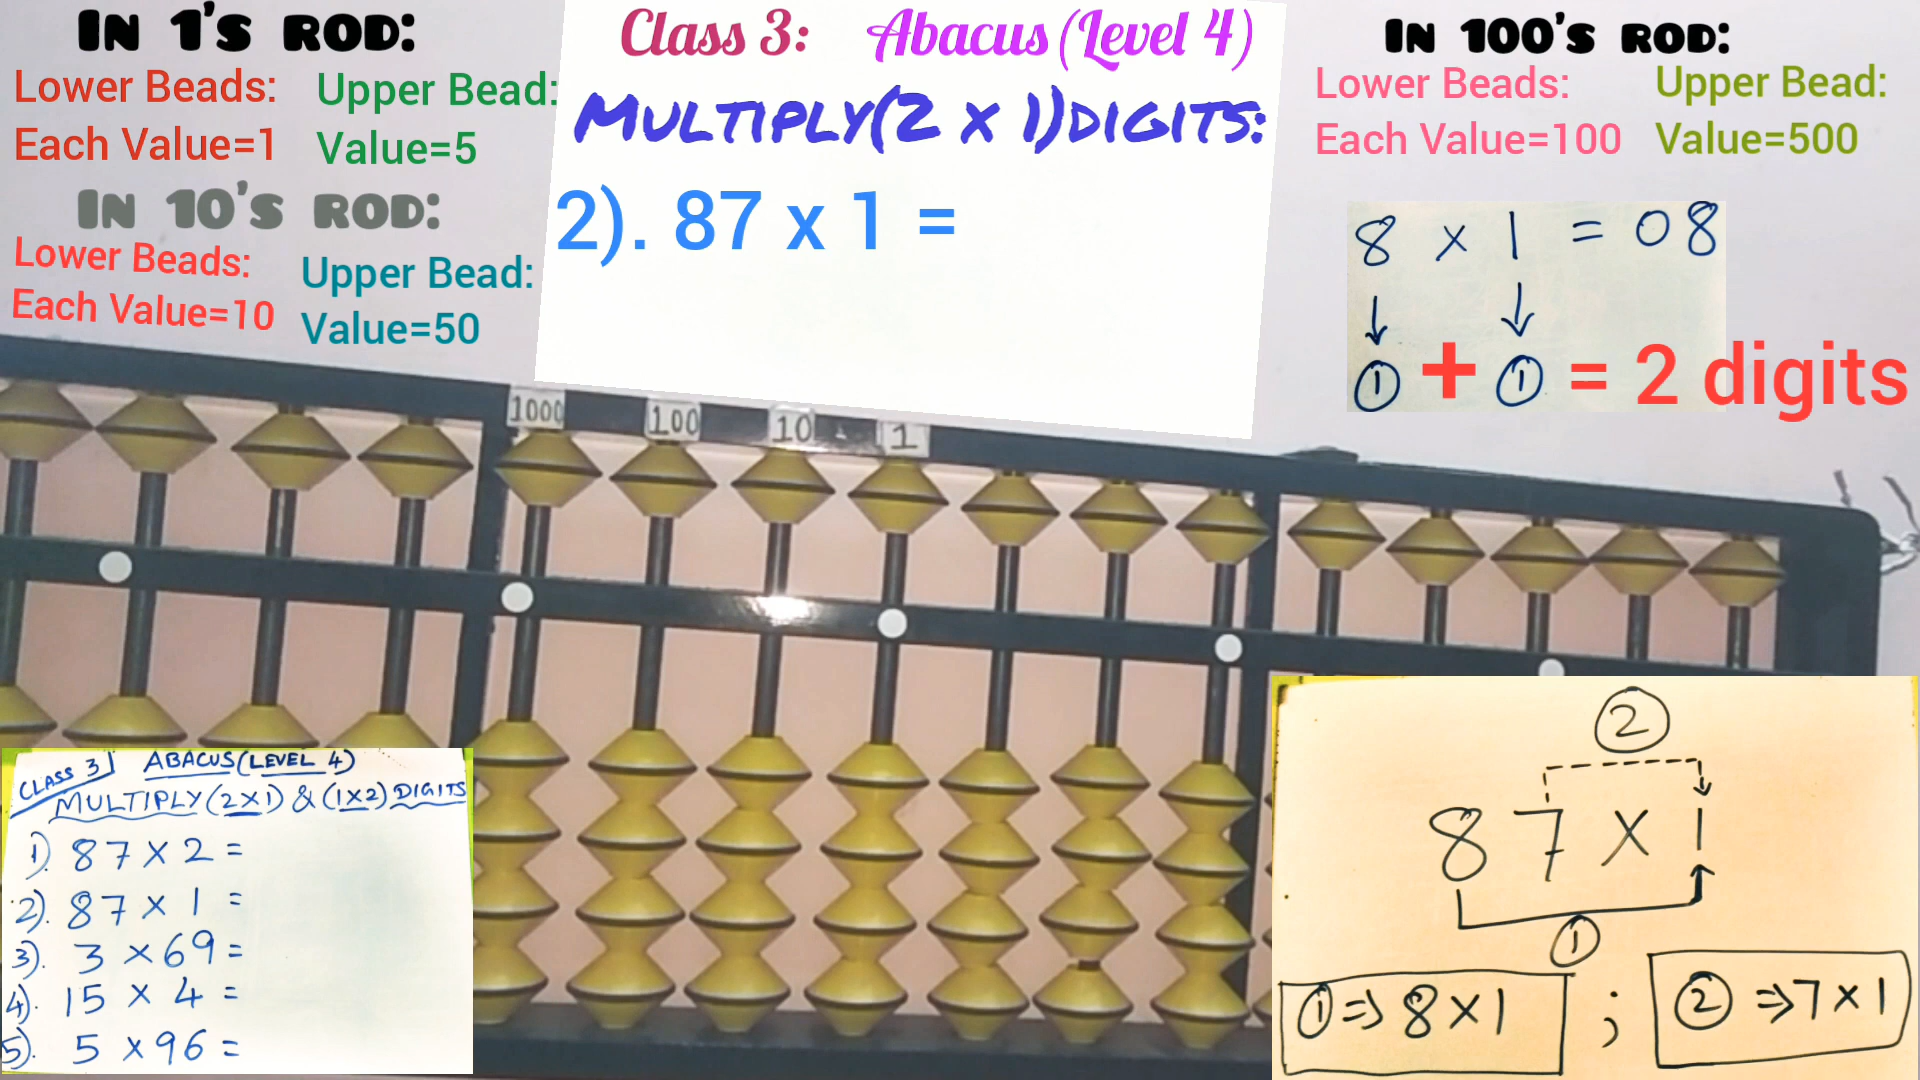 IN 1'S ROD:
Lower Beads: Upper Bead:
Each Value=1 Value=5
IN 10'S ROD:
Lower Beads: Upper Bead:
Each Value=10 Value=50
Class 3: Abacus (Level 4)
MULTIPLY(2 X 1)DIGITS:
2). 87 x 1 =
IN 100'S ROD:
Lower Beads: Upper Bead:
Each Value=100 Value=500
8 x 1 = 08
1 + 1 = 2 digits
1000 100 10 1
CLASS 3 ABACUS(LEVEL 4)
MULTIPLY(2X1) & (1X2) DIGITS
1). 87 X 2 =
2). 87 X 1 =
3). 3 X 69 =
4). 15 X 4 =
5). 5 X 96 =
2
87 X 1
1
1 ⇒ 8 X 1 ; 2 ⇒ 7 X 1